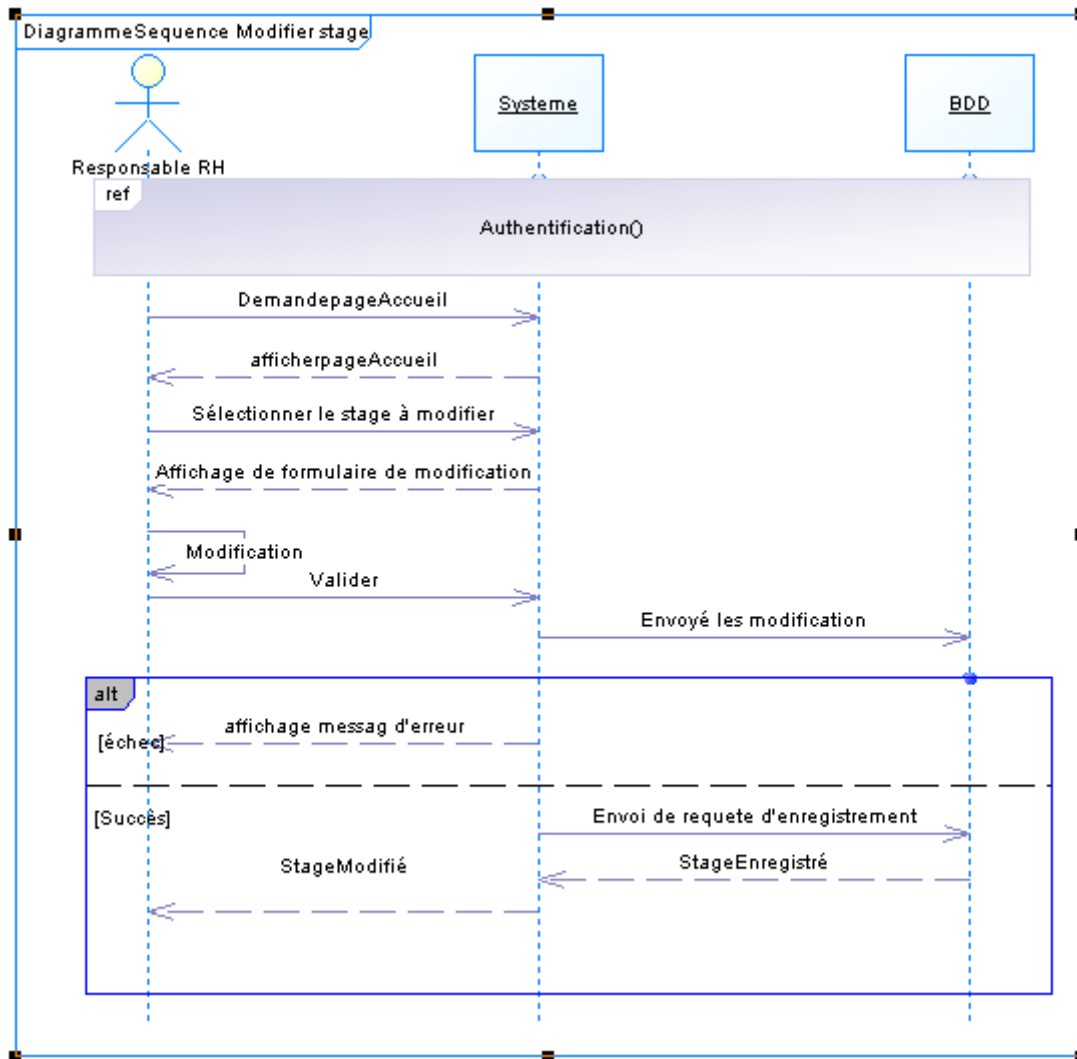 DiagrammeSequence Modifier stage
Systeme
BDD
Responsable RH
ref
Authentification()
DemandepageAccueil
afficherpageAccueil
Sélectionner le stage à modifier
Affichage de formulaire de modification
Modification
Valider
Envoyé les modification
alt
affichage messag d'erreur
[échec]
[Succès]
Envoi de requete d'enregistrement
StageEnregistré
StageModifié